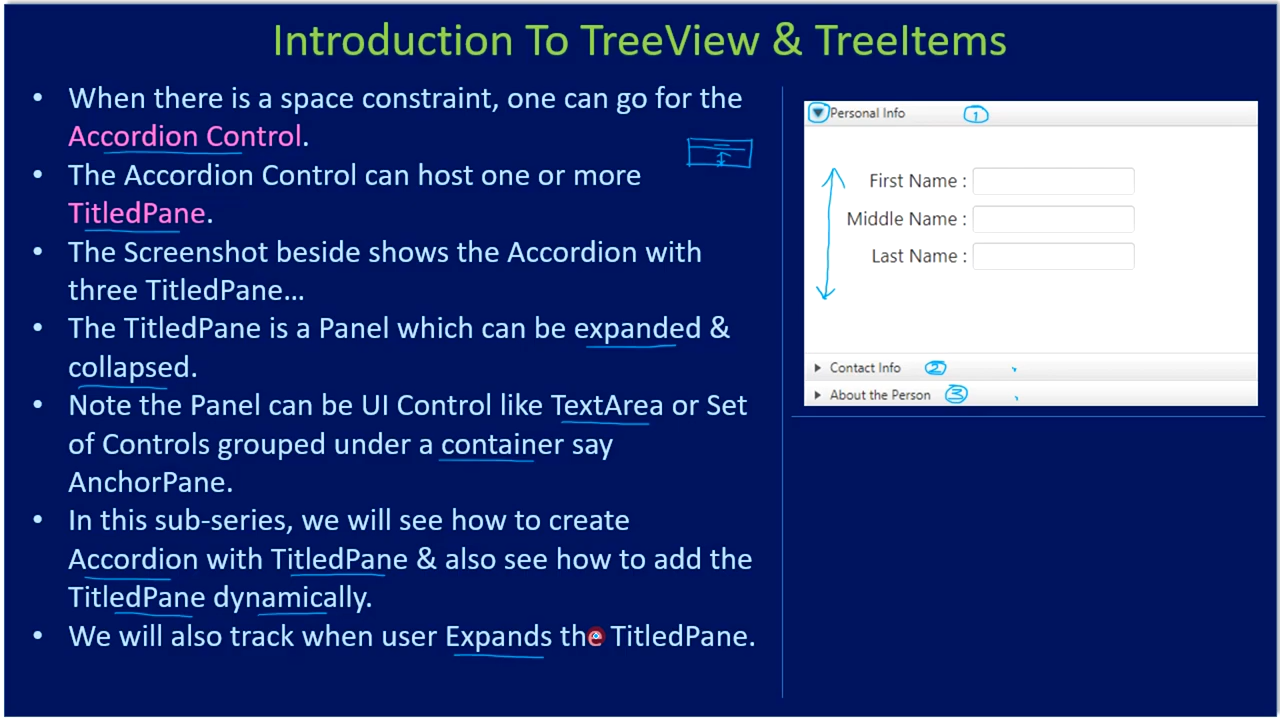 Introduction To TreeView & TreeItems
• When there is a space constraint, one can go for the
Accordion Control.
• The Accordion Control can host one or more
TitledPane.
• The Screenshot beside shows the Accordion with
three TitledPane...
• The TitledPane is a Panel which can be expanded &
collapsed.
• Note the Panel can be UI Control like TextArea or Set
of Controls grouped under a container say
AnchorPane.
• In this sub-series, we will see how to create
Accordion with TitledPane & also see how to add the
TitledPane dynamically.
• We will also track when user Expands the TitledPane.
Personal Info 1
First Name :
Middle Name :
Last Name :
Contact Info 2
About the Person 3